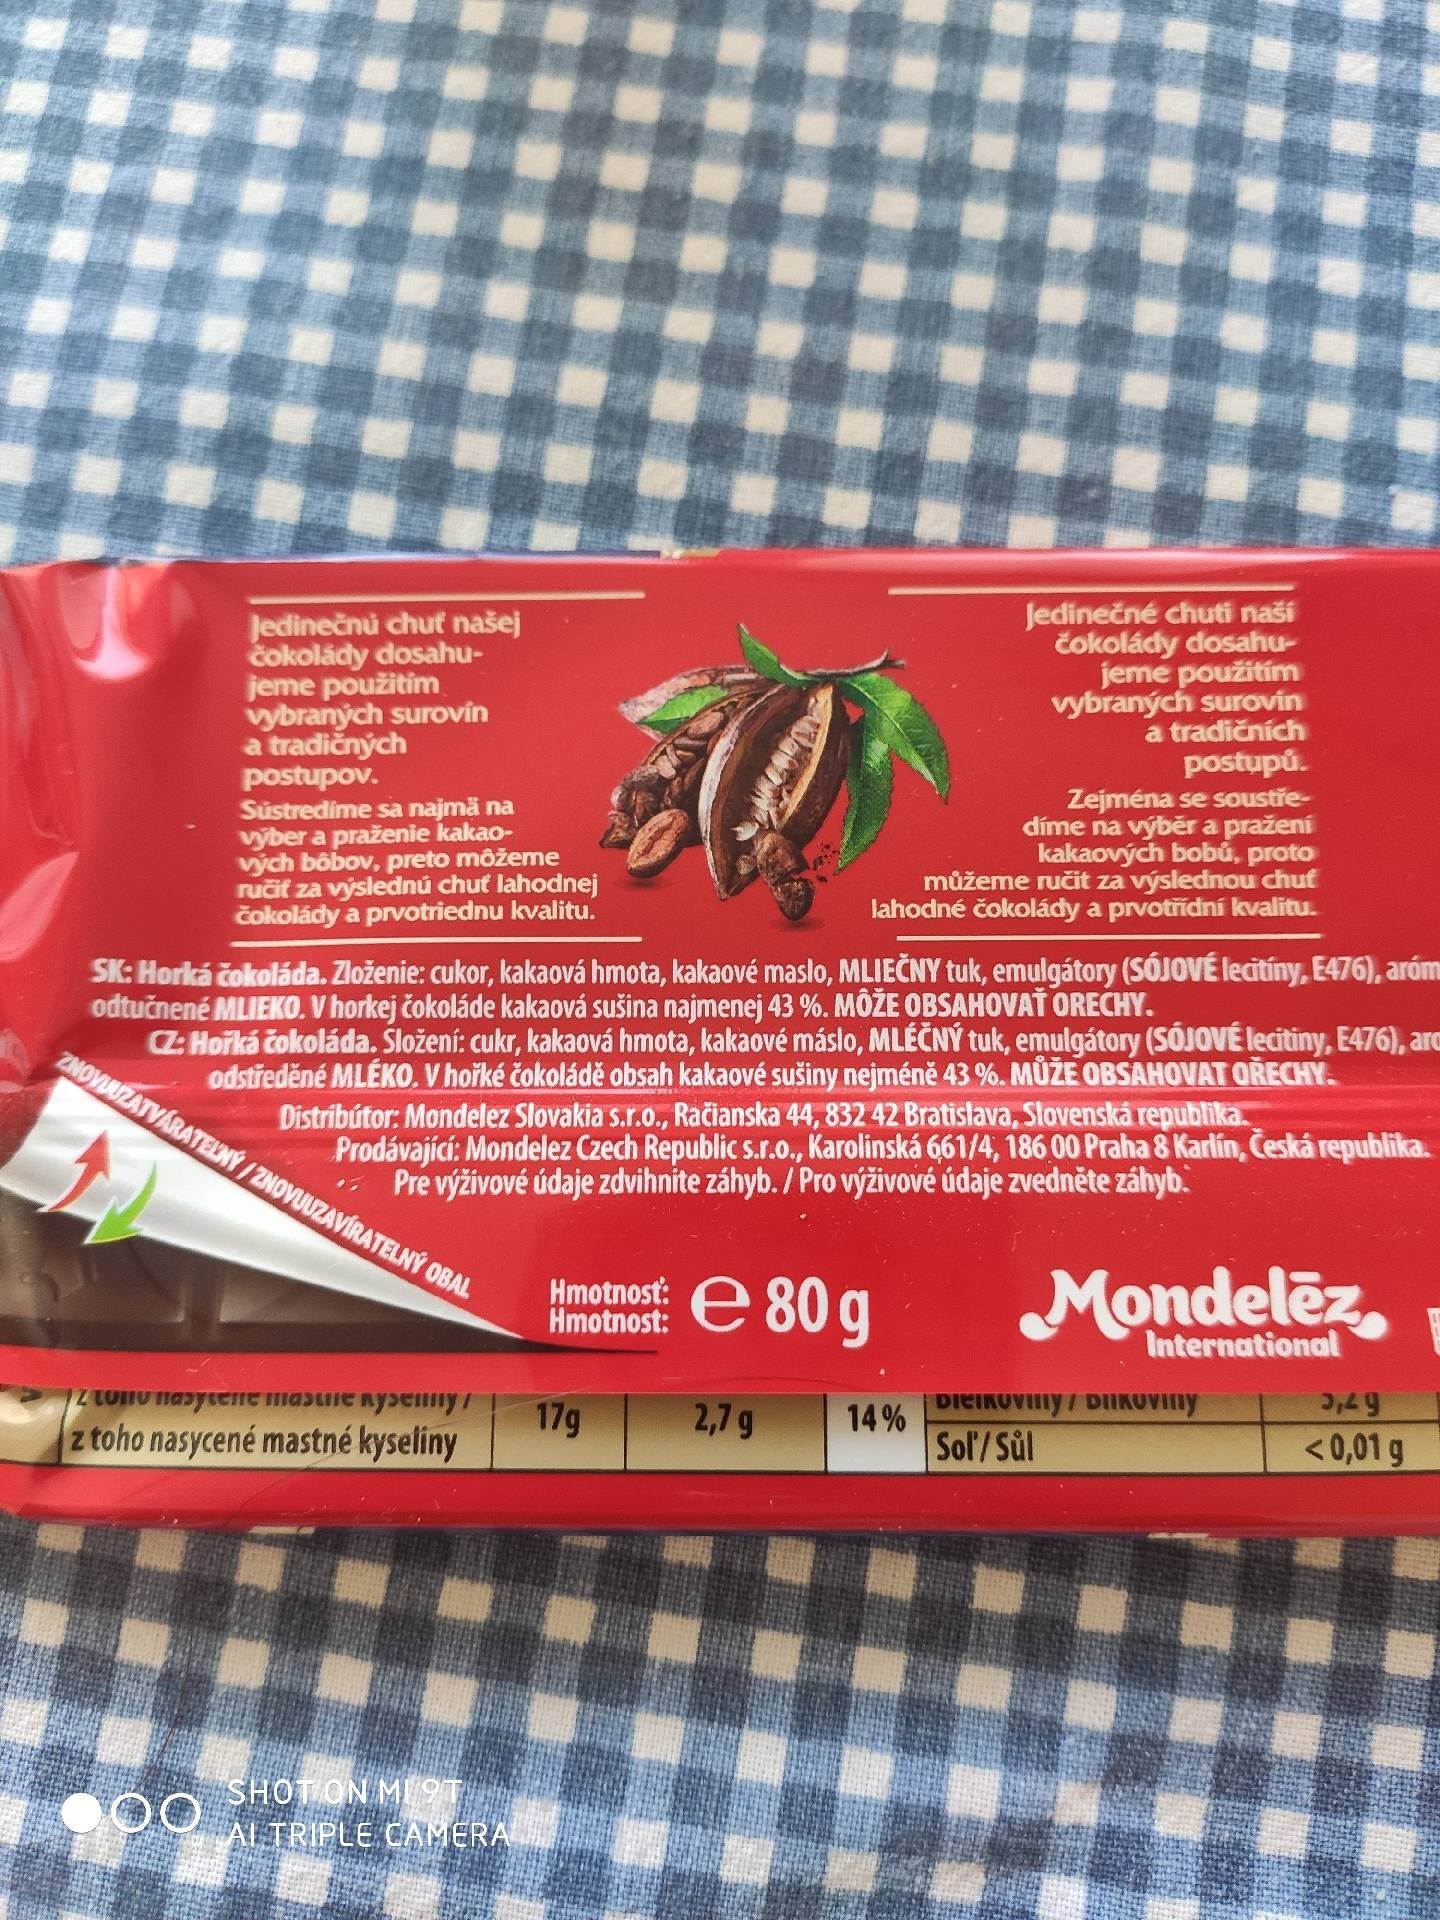 Jedinečnú chuť našej
čokolády dosahu-
jeme použitím
vybraných surovín
a tradičných
postupov.
Sústredíme sa najmä na
výber a praženie kakao-
vých bôbov, preto môžeme
ručiť za výslednú chuť lahodnej
čokolády a prvotriednu kvalitu.
Jedinečné chuti naší
čokolády dosahu-
jeme použitím
vybraných surovin
a tradičních
postupů.
Zejména se soustře-
díme na výběr a pražení
kakaových bobů, proto
můžeme ručit za výslednou chuť
lahodné čokolády a prvotřídní kvalitu.
SK: Horká čokoláda. Zloženie: cukor, kakaová hmota, kakaové maslo, MLIEČNY tuk, emulgátory (SÓJOVÉ lecitíny, E476),
odtučnené MLIEKO. V horkej čokoláde kakaová sušina najmenej 43 %. MÔŽE OBSAHOVAŤ ORECHY.
CZ: Hořká čokoláda. Složení: cukr, kakaová hmota, kakaové máslo, MLÉČNÝ tuk, emulgátory (SÓJOVÉ lecitiny, E476),
odstředěné MLÉKO. V hořké čokoládě obsah kakaové sušiny nejméně 43 %. MŮŽE OBSAHOVAT OŘECHY.
Distribútor: Mondelez Slovakia s.r.o., Račianska 44, 832 42 Bratislava, Slovenská republika.
Prodávající: Mondelez Czech Republic s.r.o., Karolinská 661/4, 186 00 Praha 8 Karlín, Česká republika.
Pre výživové údaje zdvihnite záhyb. / Pro výživové údaje zvedněte záhyb.
ZNOVUUZATVÁRATEĽNÝ / ZNOVUUZAVÍRATELNÝ OBAL
Hmotnosť:
Hmotnost:
e 80 g
Mondelēz
International
z toho nasýtené mastné kyseliny /
z toho nasycené mastné kyseliny
17g
2,7 g
14 %
Bielkoviny / Bílkoviny
5,2 g
Soľ / Sůl
< 0,01 g
SHOT ON MI 9T
AI TRIPLE CAMERA